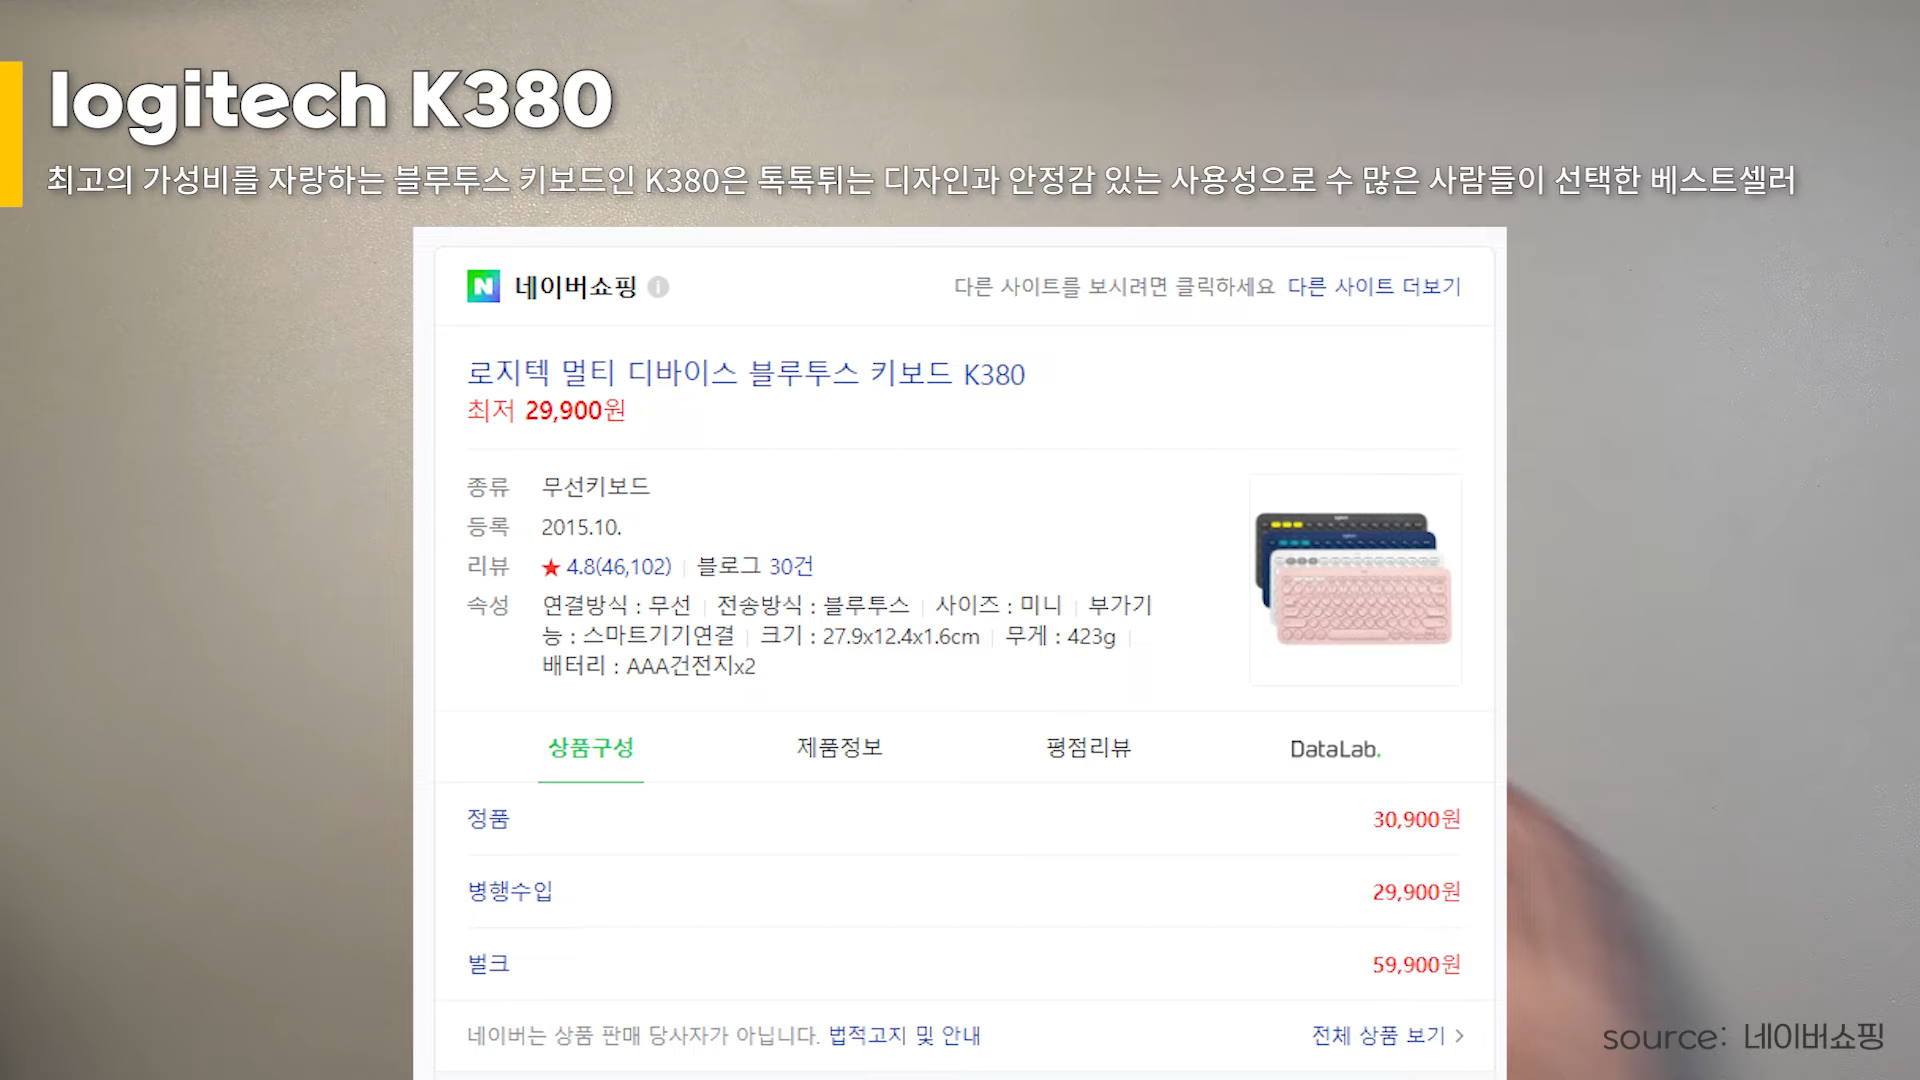 logitech K380
최고의 가성비를 자랑하는 블루투스 키보드인 K380은 톡톡튀는 디자인과 안정감 있는 사용성으로 수 많은 사람들이 선택한 베스트셀러
N 네이버쇼핑 i 다른 사이트를 보시려면 클릭하세요 다른 사이트 더보기
로지텍 멀티 디바이스 블루투스 키보드 K380
최저 29,900원
종류 무선키보드
등록 2015.10.
리뷰 ★ 4.8(46,102) 블로그 30건
속성 연결방식 : 무선 | 전송방식 : 블루투스 | 사이즈 : 미니 | 부가기
능 : 스마트기기연결 | 크기 : 27.9x12.4x1.6cm | 무게 : 423g |
배터리 : AAA건전지x2
상품구성 제품정보 평점리뷰 DataLab.
정품 30,900원
병행수입 29,900원
벌크 59,900원
네이버는 상품 판매 당사자가 아닙니다. 법적고지 및 안내 전체 상품 보기 >
source: 네이버쇼핑